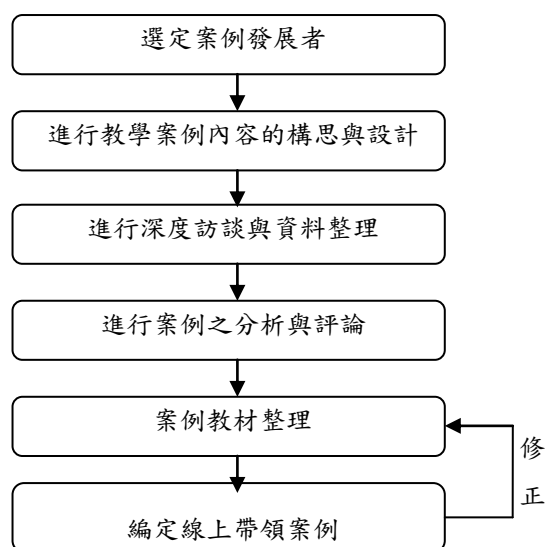 選定案例發展者
進行教學案例內容的構思與設計
進行深度訪談與資料整理
進行案例之分析與評論
案例教材整理
修
正
編定線上帶領案例